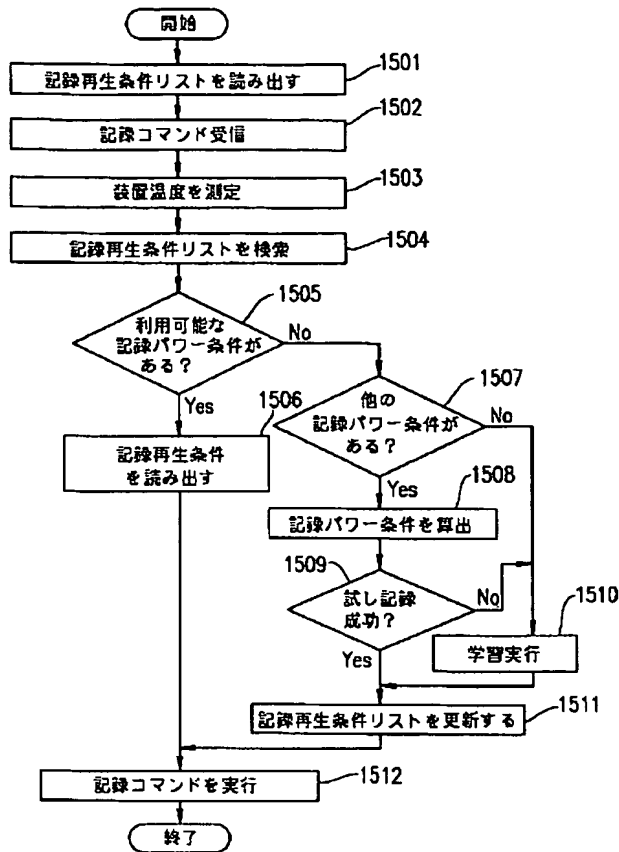 開始
記録再生条件リストを読み出す
1501
記録コマンド受信
1502
装置温度を測定
1503
記録再生条件リストを検索
1504
利用可能な
記録パワー条件が
ある?
1505
No
Yes
記録再生条件
を読み出す
1506
他の
記録パワー条件が
ある?
1507
No
Yes
記録パワー条件を算出
1508
試し記録
成功?
1509
No
Yes
学習実行
1510
記録再生条件リストを更新する
1511
記録コマンドを実行
1512
終了